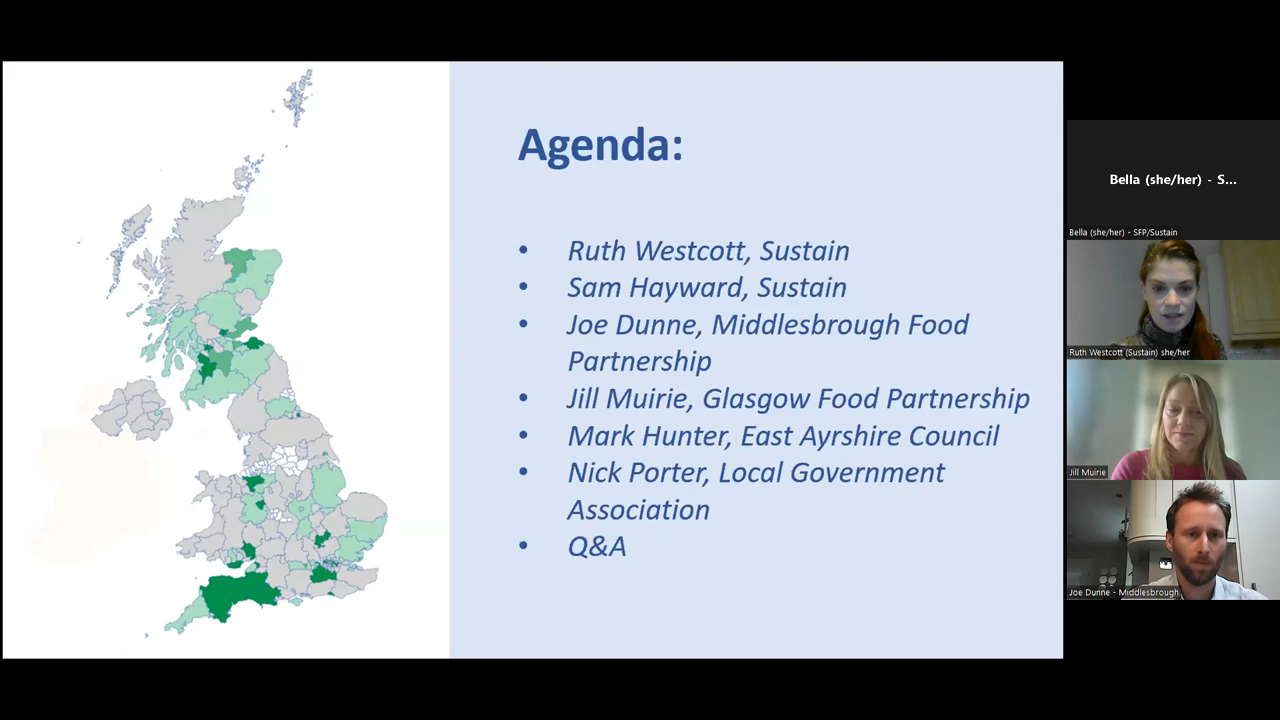 Agenda:
• Ruth Westcott, Sustain
• Sam Hayward, Sustain
• Joe Dunne, Middlesbrough Food
Partnership
• Jill Muirie, Glasgow Food Partnership
• Mark Hunter, East Ayrshire Council
• Nick Porter, Local Government
Association
• Q&A
Bella (she/her) - S...
Bella (she/her) - SFP/Sustain
Ruth Westcott (Sustain) she/her
Jill Muirie
Joe Dunne - Middlesbrough